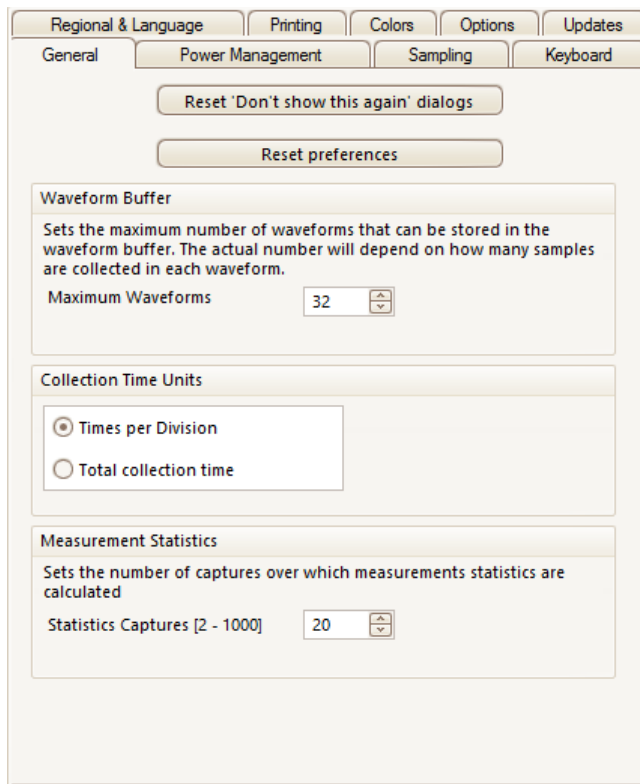 Regional & Language Printing Colors Options Updates
General Power Management Sampling Keyboard
Reset 'Don't show this again' dialogs
Reset preferences
Waveform Buffer
Sets the maximum number of waveforms that can be stored in the
waveform buffer. The actual number will depend on how many samples
are collected in each waveform.
Maximum Waveforms 32
Collection Time Units
Times per Division
Total collection time
Measurement Statistics
Sets the number of captures over which measurements statistics are
calculated
Statistics Captures [2 - 1000] 20